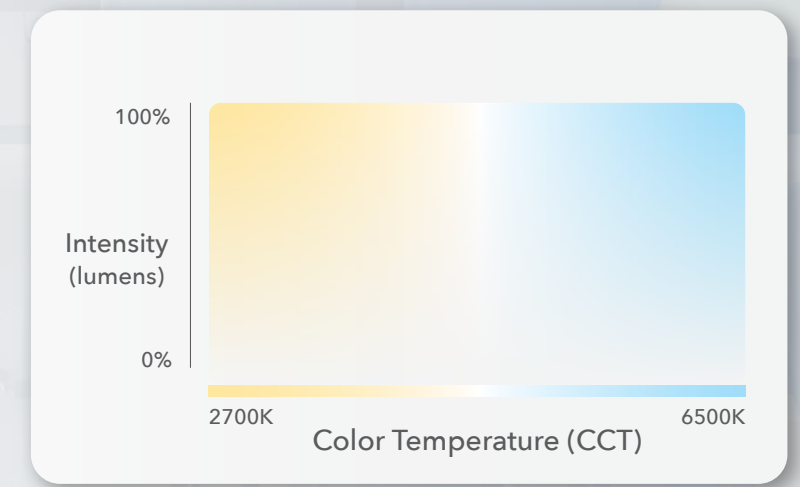 100%
Intensity
(lumens)
0%
2700K
6500K
Color Temperature (CCT)